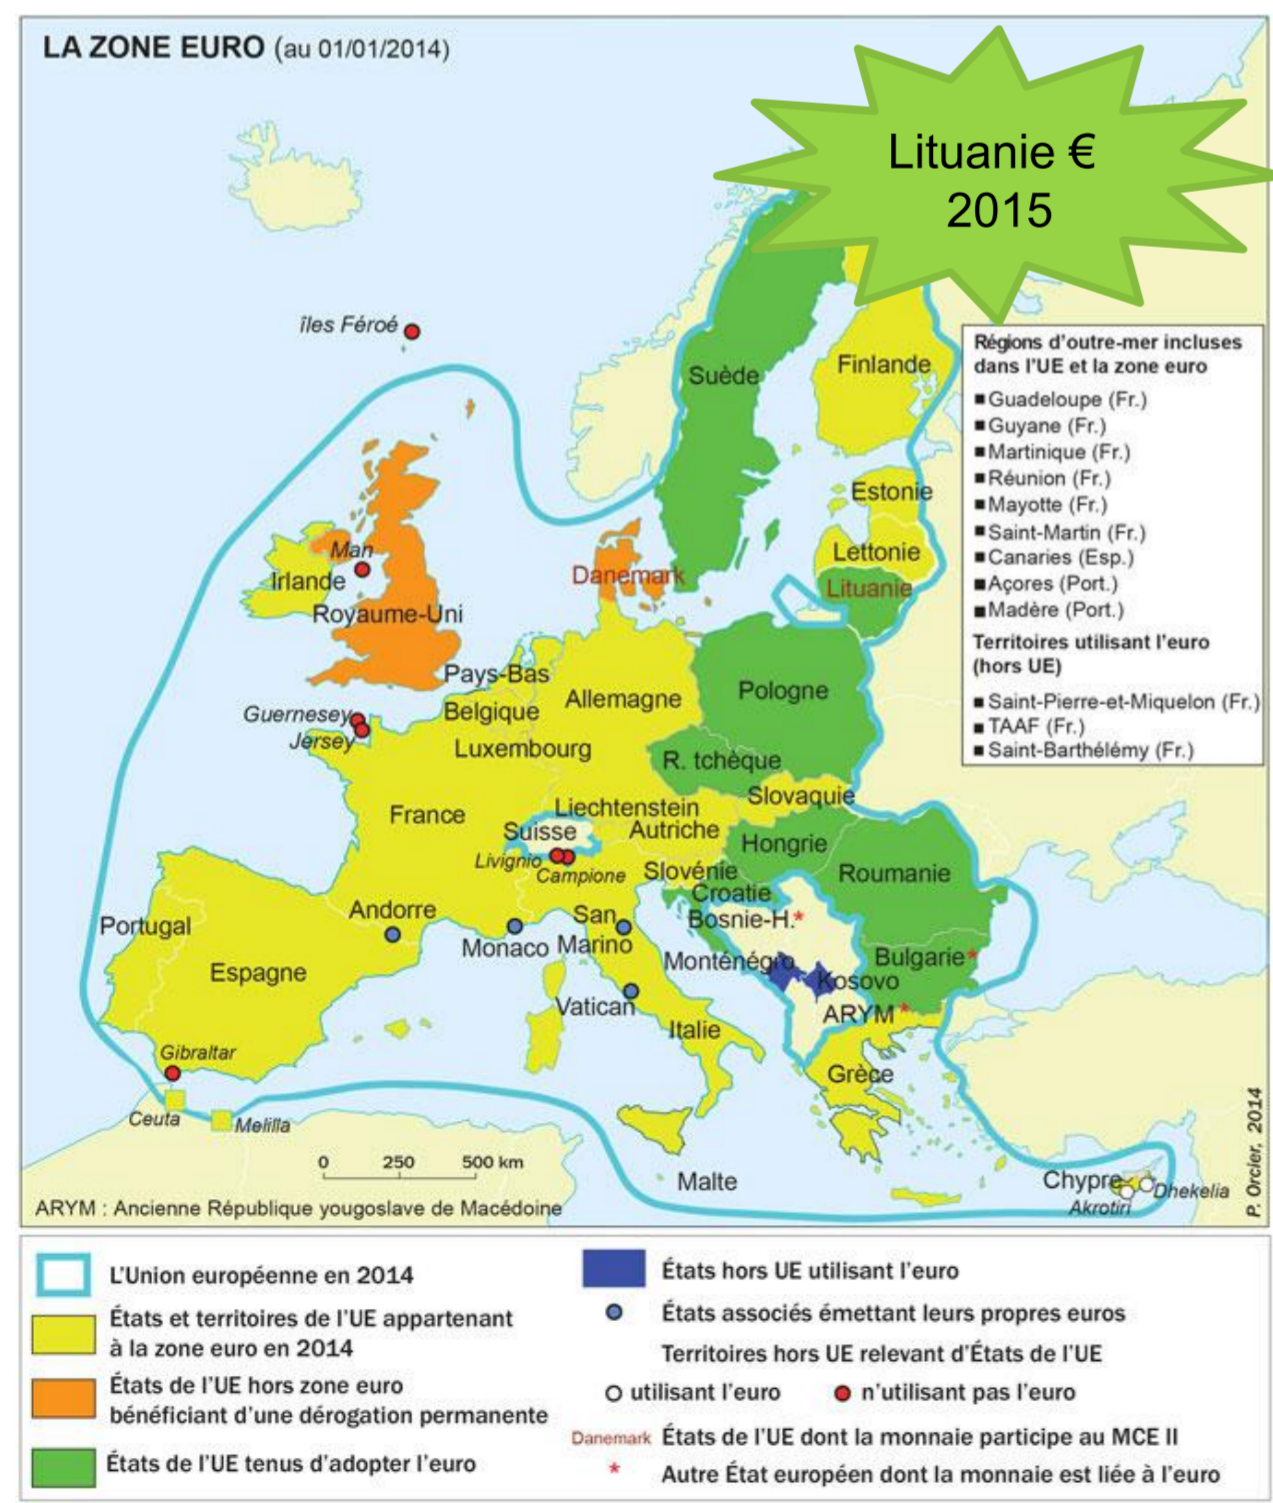 LA ZONE EURO (au 01/01/2014)
Lituanie €
2015
îles Féroé
Suède
Finlande
Estonie
Lettonie
Lituanie
Man
Irlande
Royaume-Uni
Danemark
Pays-Bas
Belgique
Luxembourg
Allemagne
Pologne
Guernesey
Jersey
R. tchèque
Slovaquie
France
Liechtenstein
Suisse
Autriche
Livignio
Campione
Hongrie
Slovénie
Croatie
Roumanie
Bosnie-H.*
Portugal
Andorre
Monaco
San
Marino
Espagne
Monténégro
Kosovo
Bulgarie*
Vatican
Italie
ARYM*
Grèce
Gibraltar
Ceuta
Melilla
Malte
Chypre
Akrotiri
Dhekelia
Régions d'outre-mer incluses
dans l'UE et la zone euro
■ Guadeloupe (Fr.)
■ Guyane (Fr.)
■ Martinique (Fr.)
■ Réunion (Fr.)
■ Mayotte (Fr.)
■ Saint-Martin (Fr.)
■ Canaries (Esp.)
■ Açores (Port.)
■ Madère (Port.)
Territoires utilisant l'euro
(hors UE)
■ Saint-Pierre-et-Miquelon (Fr.)
■ TAAF (Fr.)
■ Saint-Barthélémy (Fr.)
0 250 500 km
ARYM : Ancienne République yougoslave de Macédoine
P. Orcier, 2014
L'Union européenne en 2014
États et territoires de l'UE appartenant
à la zone euro en 2014
États de l'UE hors zone euro
bénéficiant d'une dérogation permanente
États de l'UE tenus d'adopter l'euro
États hors UE utilisant l'euro
États associés émettant leurs propres euros
Territoires hors UE relevant d'États de l'UE
utilisant l'euro
n'utilisant pas l'euro
Danemark États de l'UE dont la monnaie participe au MCE II
* Autre État européen dont la monnaie est liée à l'euro